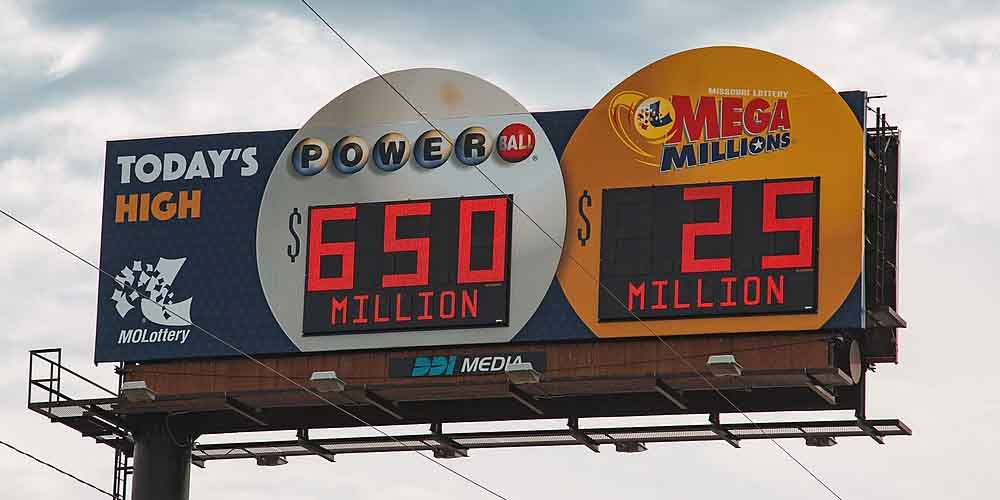 TODAY'S
HIGH
MOLottery
POWERBALL
$650
MILLION
MISSOURI LOTTERY
MEGA
MILLIONS
$25
MILLION
DDI MEDIA